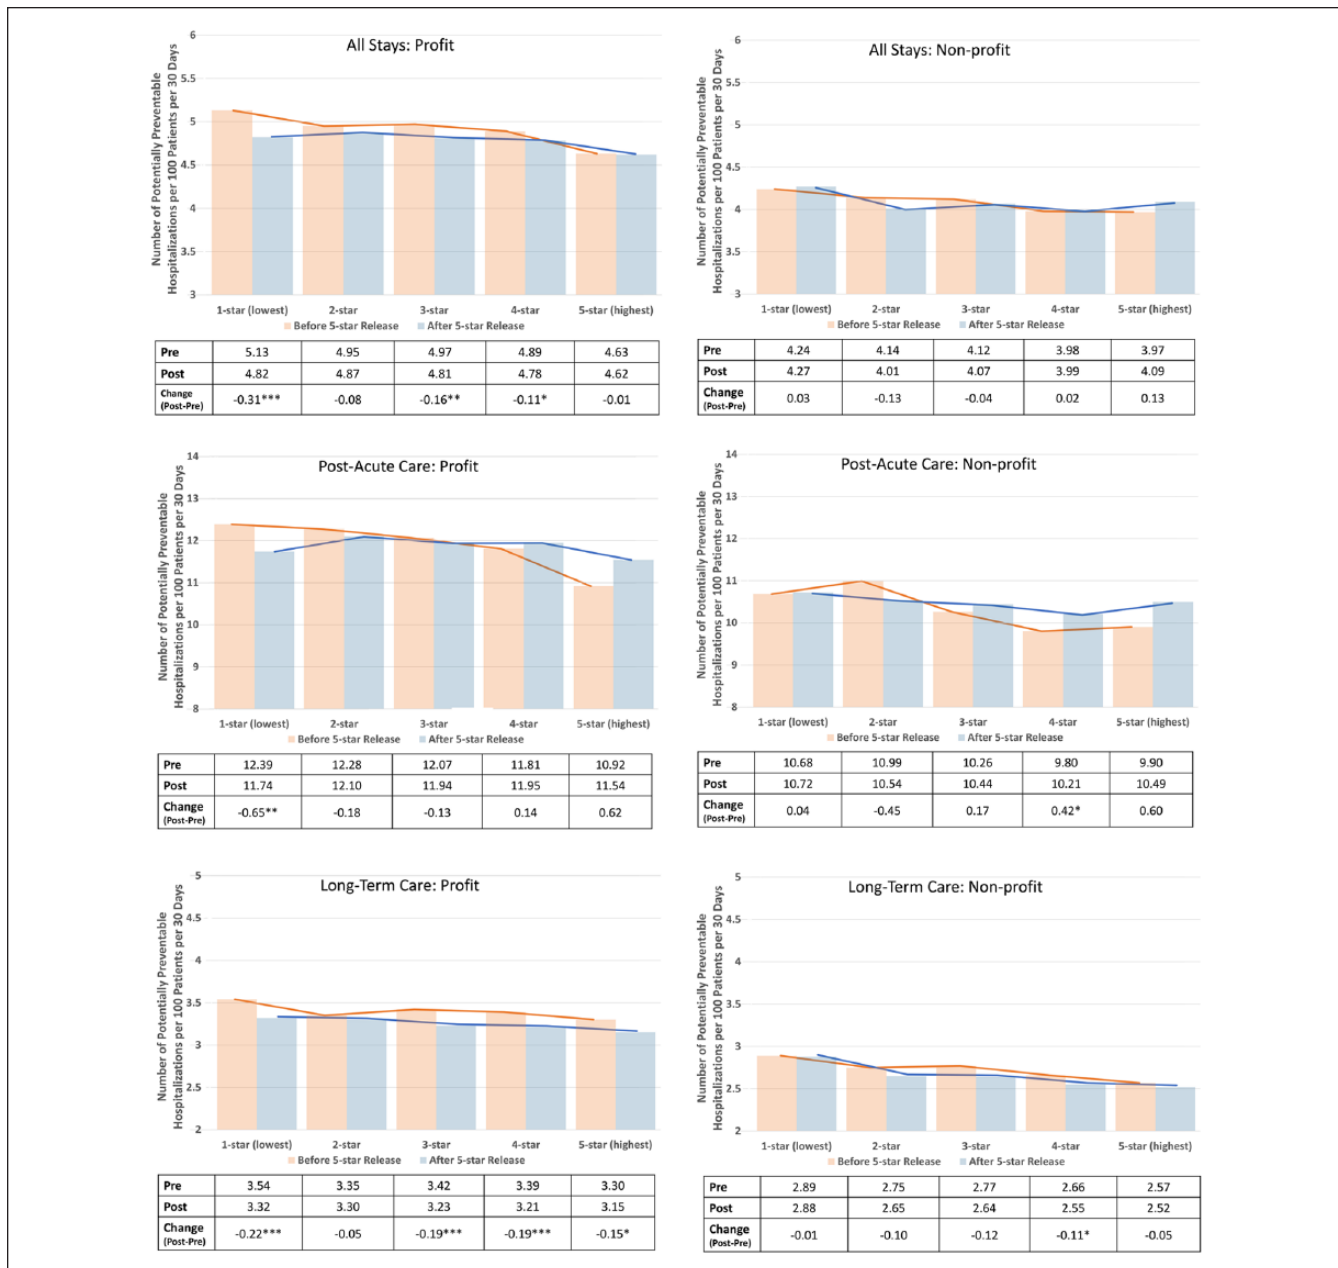 All Stays: Profit
Number of Potentially Preventable
Hospitalizations per 100 Patients per 30 Days
6
5.5
5
4.5
4
3.5
3
1-star (lowest) 2-star 3-star 4-star 5-star (highest)
Before 5-star Release After 5-star Release
Pre 5.13 4.95 4.97 4.89 4.63
Post 4.82 4.87 4.81 4.78 4.62
Change
(Post-Pre) -0.31*** -0.08 -0.16** -0.11* -0.01
All Stays: Non-profit
Number of Potentially Preventable
Hospitalizations per 100 Patients per 30 Days
6
5.5
5
4.5
4
3.5
3
1-star (lowest) 2-star 3-star 4-star 5-star (highest)
Before 5-star Release After 5-star Release
Pre 4.24 4.14 4.12 3.98 3.97
Post 4.27 4.01 4.07 3.99 4.09
Change
(Post-Pre) 0.03 -0.13 -0.04 0.02 0.13
Post-Acute Care: Profit
Number of Potentially Preventable
Hospitalizations per 100 Patients per 30 Days
14
13
12
11
10
9
8
1-star (lowest) 2-star 3-star 4-star 5-star (highest)
Before 5-star Release After 5-star Release
Pre 12.39 12.28 12.07 11.81 10.92
Post 11.74 12.10 11.94 11.95 11.54
Change
(Post-Pre) -0.65** -0.18 -0.13 0.14 0.62
Post-Acute Care: Non-profit
Number of Potentially Preventable
Hospitalizations per 100 Patients per 30 Days
14
13
12
11
10
9
8
1-star (lowest) 2-star 3-star 4-star 5-star (highest)
Before 5-star Release After 5-star Release
Pre 10.68 10.99 10.26 9.80 9.90
Post 10.72 10.54 10.44 10.21 10.49
Change
(Post-Pre) 0.04 -0.45 0.17 0.42* 0.60
Long-Term Care: Profit
Number of Potentially Preventable
Hospitalizations per 100 Patients per 30 Days
5
4.5
4
3.5
3
2.5
2
1-star (lowest) 2-star 3-star 4-star 5-star (highest)
Before 5-star Release After 5-star Release
Pre 3.54 3.35 3.42 3.39 3.30
Post 3.32 3.30 3.23 3.21 3.15
Change
(Post-Pre) -0.22*** -0.05 -0.19*** -0.19*** -0.15*
Long-Term Care: Non-profit
Number of Potentially Preventable
Hospitalizations per 100 Patients per 30 Days
5
4.5
4
3.5
3
2.5
2
1-star (lowest) 2-star 3-star 4-star 5-star (highest)
Before 5-star Release After 5-star Release
Pre 2.89 2.75 2.77 2.66 2.57
Post 2.88 2.65 2.64 2.55 2.52
Change
(Post-Pre) -0.01 -0.10 -0.12 -0.11* -0.05